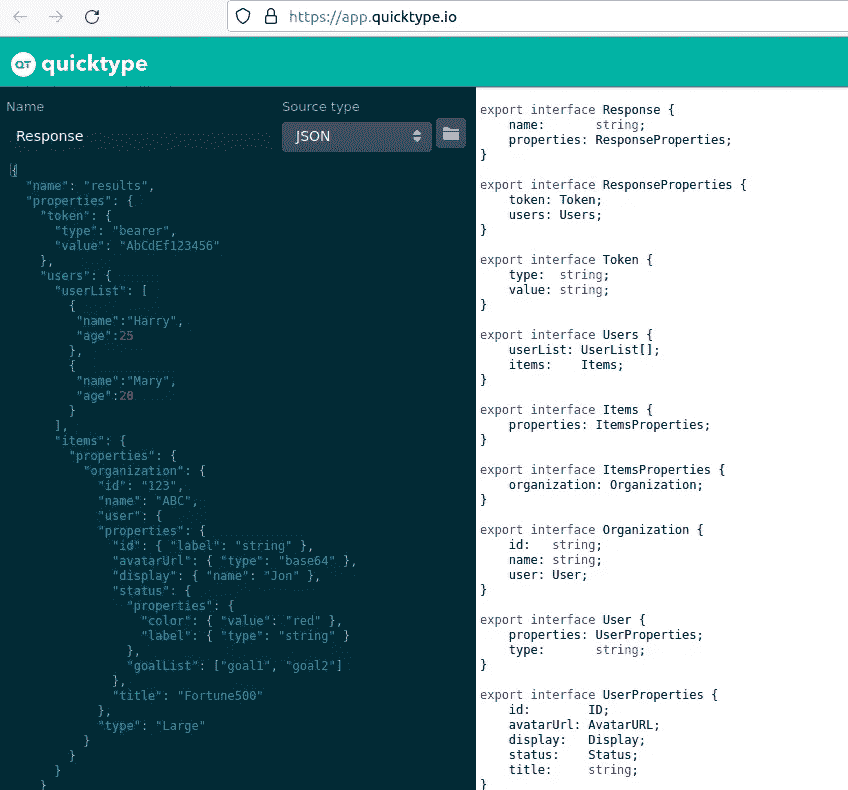 https://app.quicktype.io
QT quicktype
Name
Source type
Response
JSON
{
  "name": "results",
  "properties": {
    "token": {
      "type": "bearer",
      "value": "AbCdEf123456"
    },
    "users": {
      "userList": [
        {
         "name":"Harry",
         "age":25
        },
        {
         "name":"Mary",
         "age":20
        }
      ],
      "items": {
        "properties": {
          "organization": {
            "id": "123",
            "name": "ABC",
            "user": {
            "properties": {
              "id": { "label": "string" },
              "avatarUrl": { "type": "base64" },
              "display": { "name": "Jon" },
              "status": {
                "properties": {
                  "color": { "value": "red" },
                  "label": { "type": "string" }
                },
                "goalList": ["goal1", "goal2"]
              },
              "title": "Fortune500"
            },
            "type": "Large"
          }
        }
      }
    }
export interface Response {
    name:       string;
    properties: ResponseProperties;
}
export interface ResponseProperties {
    token: Token;
    users: Users;
}
export interface Token {
    type:  string;
    value: string;
}
export interface Users {
    userList: UserList[];
    items:    Items;
}
export interface Items {
    properties: ItemsProperties;
}
export interface ItemsProperties {
    organization: Organization;
}
export interface Organization {
    id:   string;
    name: string;
    user: User;
}
export interface User {
    properties: UserProperties;
    type:       string;
}
export interface UserProperties {
    id:        ID;
    avatarUrl: AvatarURL;
    display:   Display;
    status:    Status;
    title:     string;
}